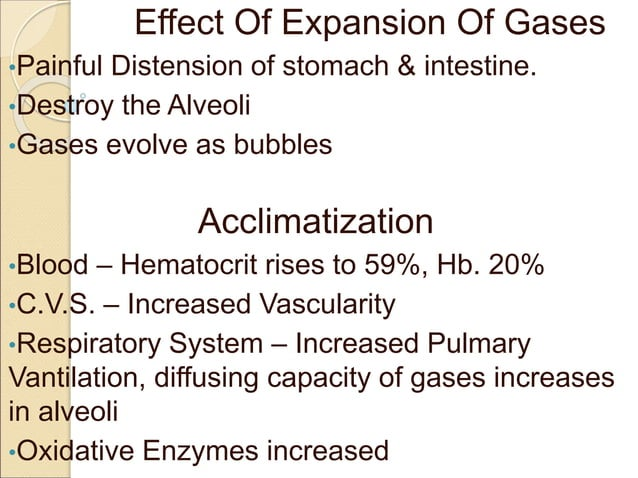 Effect Of Expansion Of Gases
•Painful Distension of stomach & intestine.
•Destroy the Alveoli
•Gases evolve as bubbles
Acclimatization
•Blood – Hematocrit rises to 59%, Hb. 20%
•C.V.S. – Increased Vascularity
•Respiratory System – Increased Pulmary
Vantilation, diffusing capacity of gases increases
in alveoli
•Oxidative Enzymes increased